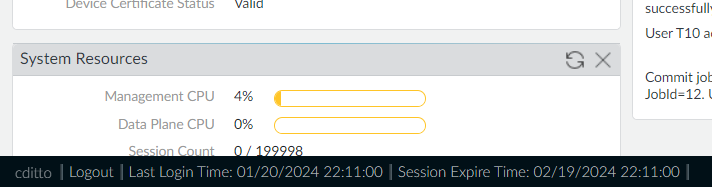 Device Certificate Status Valid
successfully
User T10 a
System Resources
Commit job
JobId=12. U
Management CPU 4%
Data Plane CPU 0%
Session Count 0 / 199998
cditto | Logout | Last Login Time: 01/20/2024 22:11:00 | Session Expire Time: 02/19/2024 22:11:00 |